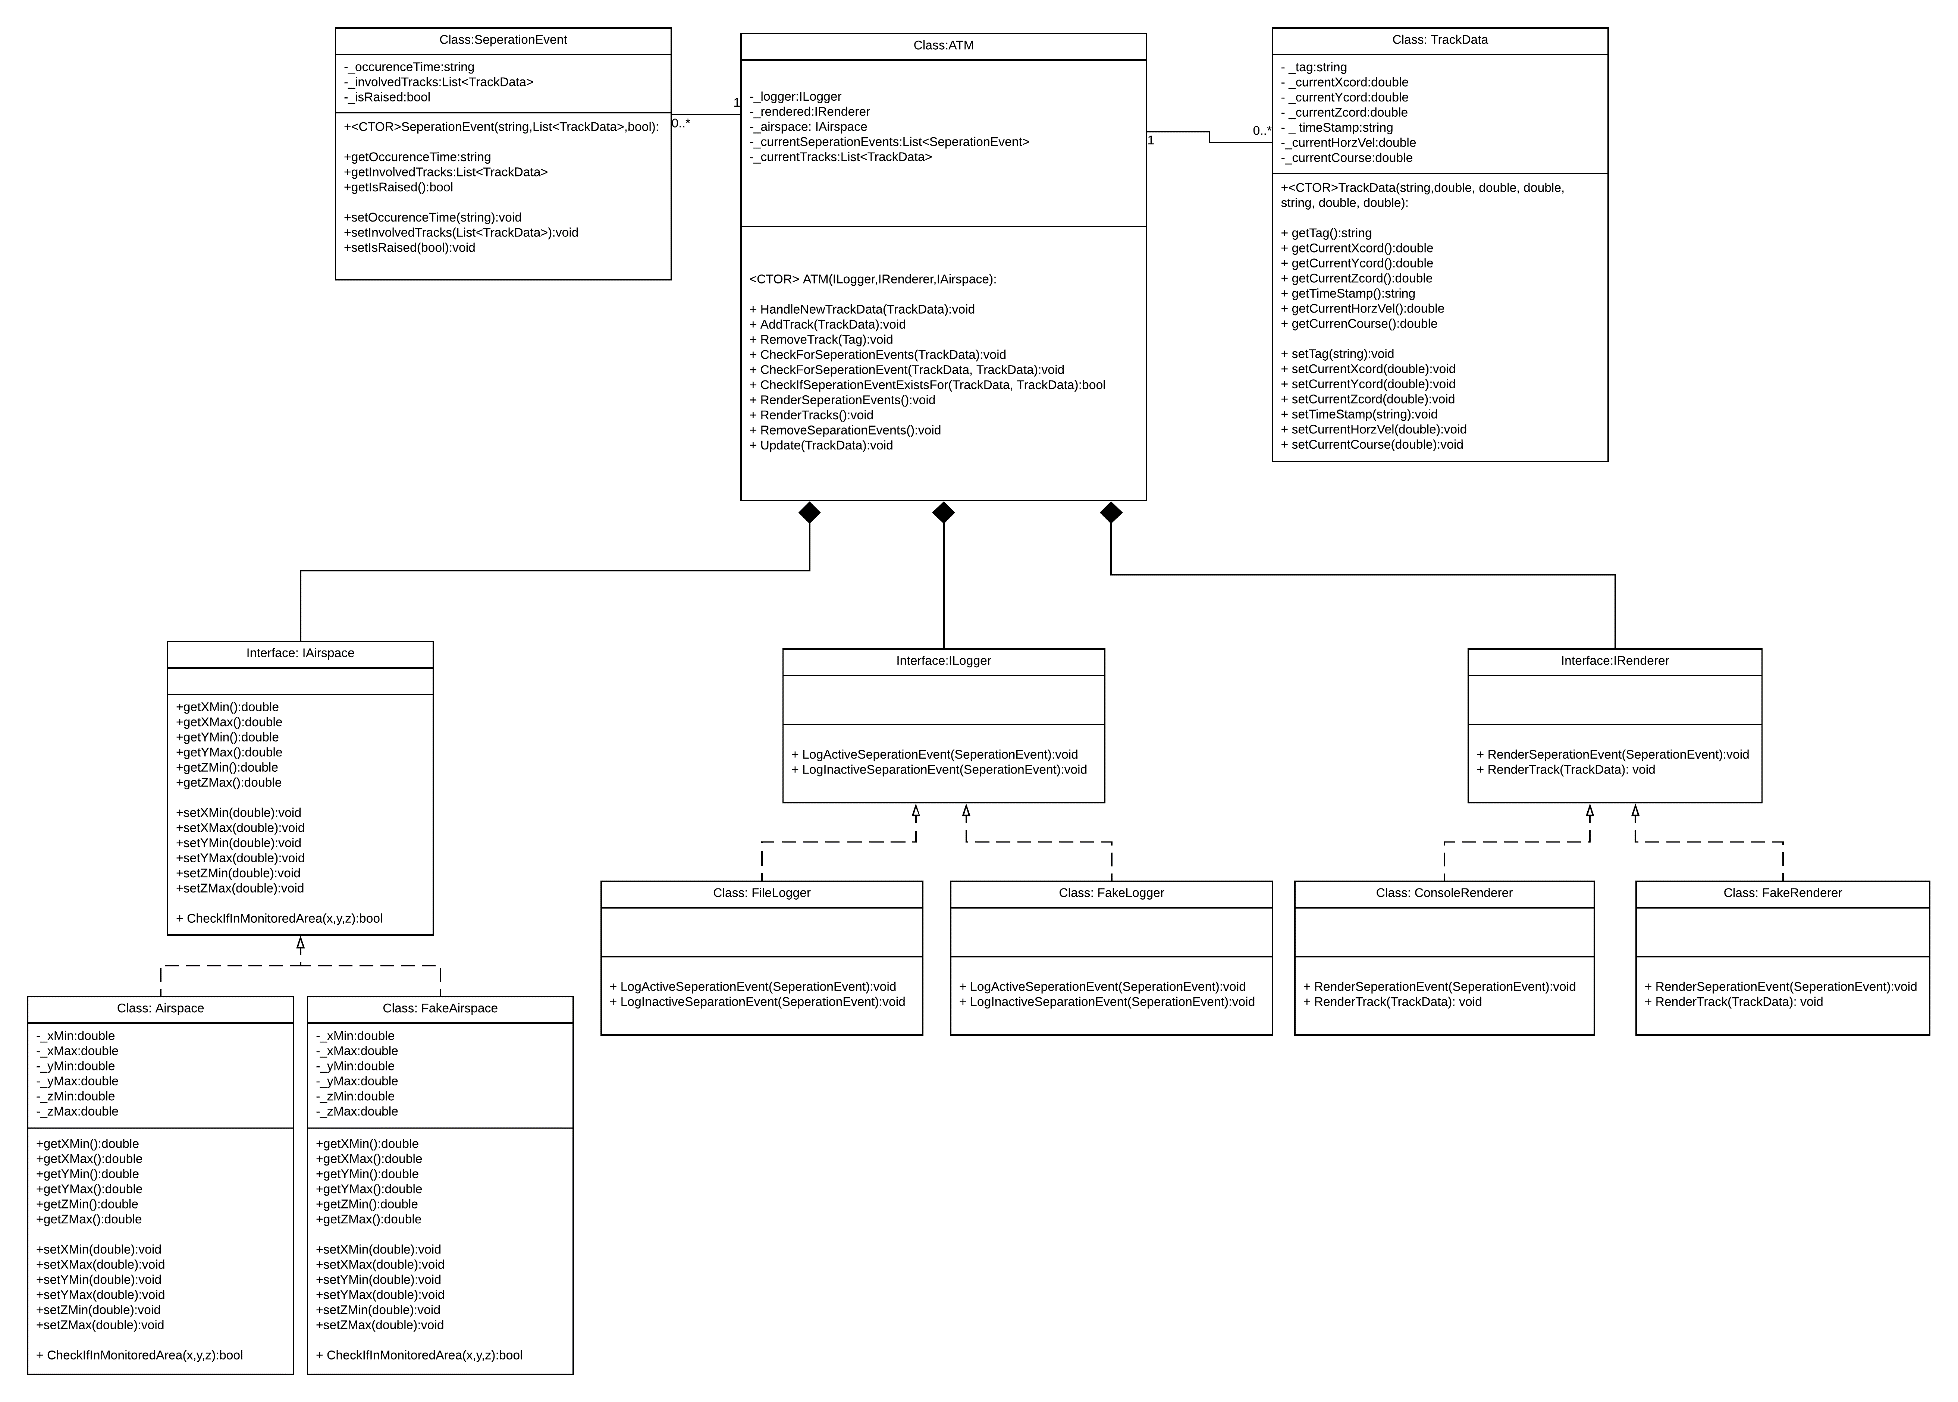 Class:SeperationEvent
-_occurenceTime:string
-_involvedTracks:List<TrackData>
-_isRaised:bool
+<CTOR>SeperationEvent(string,List<TrackData>,bool):
+getOccurenceTime:string
+getInvolvedTracks:List<TrackData>
+getIsRaised():bool
+setOccurenceTime(string):void
+setInvolvedTracks(List<TrackData>):void
+setIsRaised(bool):void
1
0..*
Class:ATM
-_logger:ILogger
-_rendered:IRenderer
-_airspace: IAirspace
-_currentSeperationEvents:List<SeperationEvent>
-_currentTracks:List<TrackData>
<CTOR> ATM(ILogger,IRenderer,IAirspace):
+ HandleNewTrackData(TrackData):void
+ AddTrack(TrackData):void
+ RemoveTrack(Tag):void
+ CheckForSeperationEvents(TrackData):void
+ CheckForSeperationEvent(TrackData, TrackData):void
+ CheckIfSeperationEventExistsFor(TrackData, TrackData):bool
+ RenderSeperationEvents():void
+ RenderTracks():void
+ RemoveSeparationEvents():void
+ Update(TrackData):void
1
0..*
Class: TrackData
- _tag:string
- _currentXcord:double
- _currentYcord:double
- _currentZcord:double
- _ timeStamp:string
-_currentHorzVel:double
-_currentCourse:double
+<CTOR>TrackData(string,double, double, double,
string, double, double):
+ getTag():string
+ getCurrentXcord():double
+ getCurrentYcord():double
+ getCurrentZcord():double
+ getTimeStamp():string
+ getCurrentHorzVel():double
+ getCurrenCourse():double
+ setTag(string):void
+ setCurrentXcord(double):void
+ setCurrentYcord(double):void
+ setCurrentZcord(double):void
+ setTimeStamp(string):void
+ setCurrentHorzVel(double):void
+ setCurrentCourse(double):void
Interface: IAirspace
+getXMin():double
+getXMax():double
+getYMin():double
+getYMax():double
+getZMin():double
+getZMax():double
+setXMin(double):void
+setXMax(double):void
+setYMin(double):void
+setYMax(double):void
+setZMin(double):void
+setZMax(double):void
+ CheckIfInMonitoredArea(x,y,z):bool
Interface:ILogger
+ LogActiveSeperationEvent(SeperationEvent):void
+ LogInactiveSeparationEvent(SeperationEvent):void
Interface:IRenderer
+ RenderSeperationEvent(SeperationEvent):void
+ RenderTrack(TrackData): void
Class: FileLogger
+ LogActiveSeperationEvent(SeperationEvent):void
+ LogInactiveSeparationEvent(SeperationEvent):void
Class: FakeLogger
+ LogActiveSeperationEvent(SeperationEvent):void
+ LogInactiveSeparationEvent(SeperationEvent):void
Class: ConsoleRenderer
+ RenderSeperationEvent(SeperationEvent):void
+ RenderTrack(TrackData): void
Class: FakeRenderer
+ RenderSeperationEvent(SeperationEvent):void
+ RenderTrack(TrackData): void
Class: Airspace
-_xMin:double
-_xMax:double
-_yMin:double
-_yMax:double
-_zMin:double
-_zMax:double
+getXMin():double
+getXMax():double
+getYMin():double
+getYMax():double
+getZMin():double
+getZMax():double
+setXMin(double):void
+setXMax(double):void
+setYMin(double):void
+setYMax(double):void
+setZMin(double):void
+setZMax(double):void
+ CheckIfInMonitoredArea(x,y,z):bool
Class: FakeAirspace
-_xMin:double
-_xMax:double
-_yMin:double
-_yMax:double
-_zMin:double
-_zMax:double
+getXMin():double
+getXMax():double
+getYMin():double
+getYMax():double
+getZMin():double
+getZMax():double
+setXMin(double):void
+setXMax(double):void
+setYMin(double):void
+setYMax(double):void
+setZMin(double):void
+setZMax(double):void
+ CheckIfInMonitoredArea(x,y,z):bool